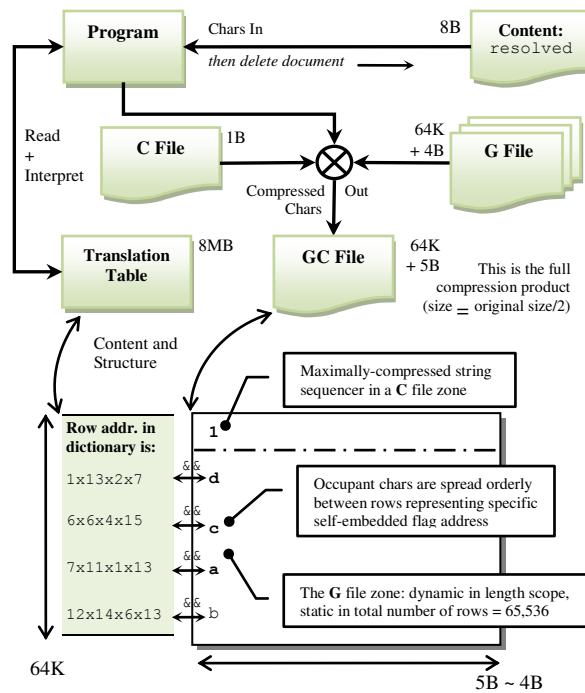 Program
Chars In
then delete document
8B
Content:
resolved
Read
+
Interpret
C File
1B
64K
+ 4B
G File
Compressed
Chars
Out
Translation
Table
8MB
GC File
64K
+ 5B
This is the full
compression product
(size = original size/2)
Content and
Structure
Maximally-compressed string
sequencer in a C file zone
Row addr. in
dictionary is:
1
1x13x2x7
&&
d
Occupant chars are spread orderly
between rows representing specific
self-embedded flag address
6x6x4x15
&&
c
7x11x1x13
&&
a
The G file zone: dynamic in length scope,
static in total number of rows = 65,536
12x14x6x13
&&
b
64K
5B ~ 4B